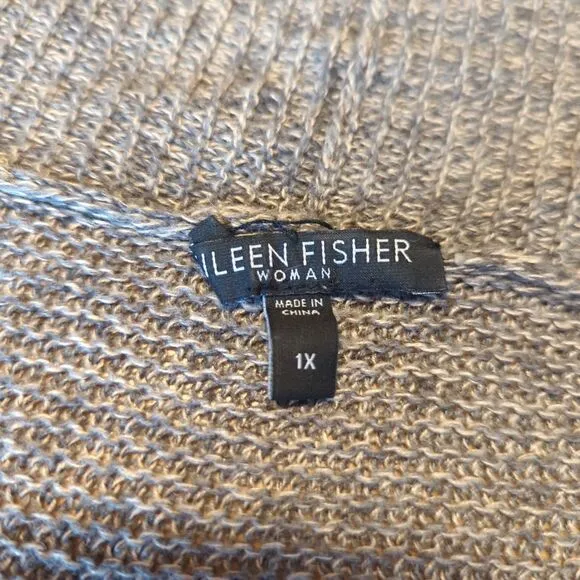 ILEEN FISHER
WOMAN
MADE IN
CHINA
1X